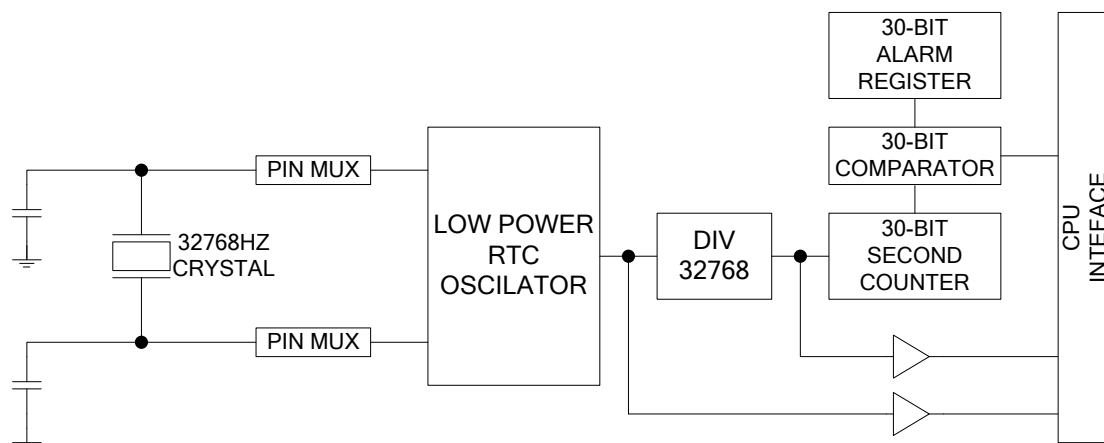 30-BIT
ALARM
REGISTER
PIN MUX
30-BIT
COMPARATOR
32768HZ
CRYSTAL
LOW POWER
RTC
OSCILATOR
DIV
32768
30-BIT
SECOND
COUNTER
CPU
INTEFACE
PIN MUX